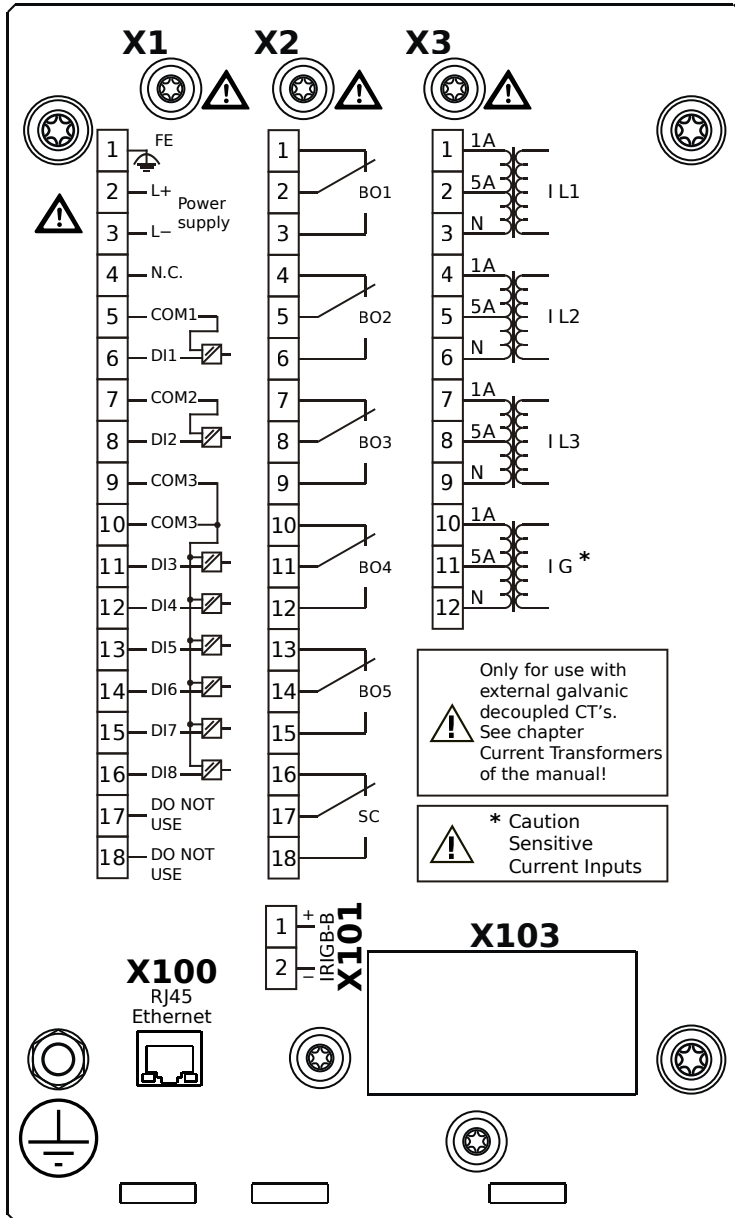 X1 X2 X3
1 FE
2 L+
Power
supply
3 L−
4 N.C.
5 COM1
6 DI1
7 COM2
8 DI2
9 COM3
10 COM3
11 DI3
12 DI4
13 DI5
14 DI6
15 DI7
16 DI8
17 DO NOT
USE
18 DO NOT
USE
1
2 BO1
3
4
5 BO2
6
7
8 BO3
9
10
11 BO4
12
13
14 BO5
15
16
17 SC
18
1 1A
2 5A I L1
3 N
4 1A
5 5A I L2
6 N
7 1A
8 5A I L3
9 N
10 1A
11 5A I G *
12 N
! Only for use with
external galvanic
decoupled CT's.
See chapter
Current Transformers
of the manual!
! * Caution
Sensitive
Current Inputs
1 +
2 −
IRIGB-B
X101
X100
RJ45
Ethernet
X103